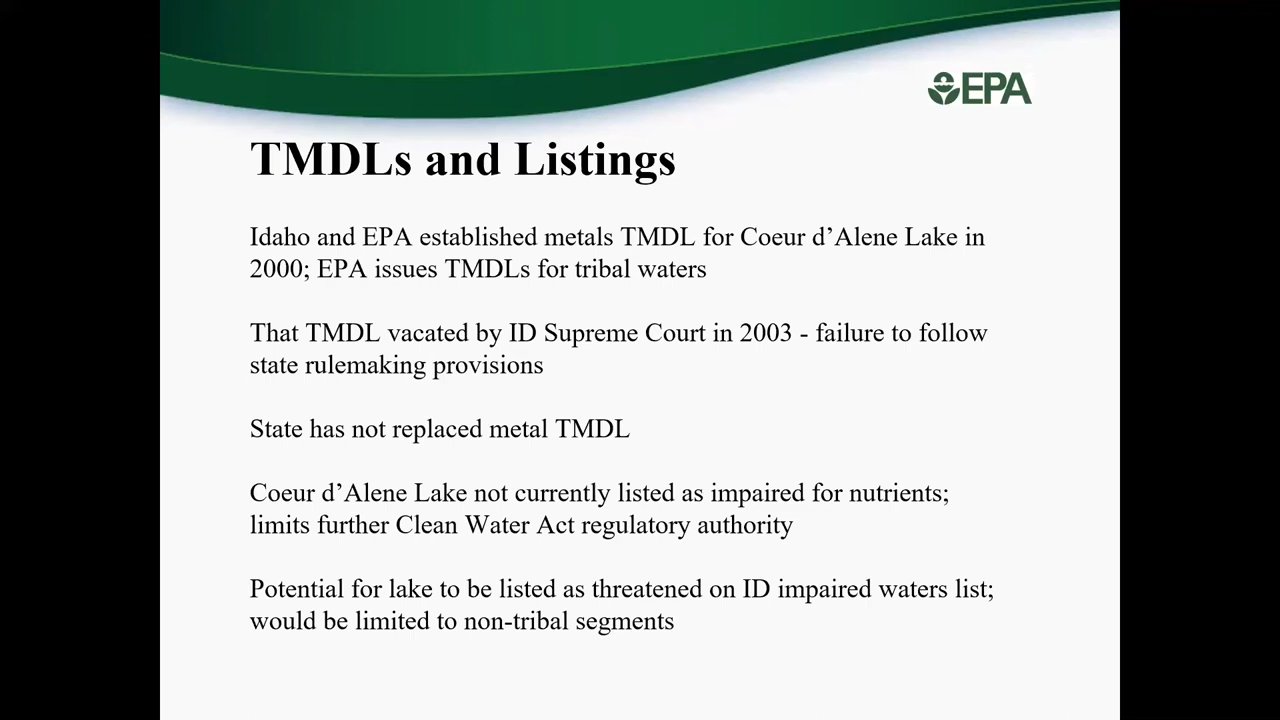 EPA
TMDLs and Listings
Idaho and EPA established metals TMDL for Coeur d’Alene Lake in
2000; EPA issues TMDLs for tribal waters
That TMDL vacated by ID Supreme Court in 2003 - failure to follow
state rulemaking provisions
State has not replaced metal TMDL
Coeur d’Alene Lake not currently listed as impaired for nutrients;
limits further Clean Water Act regulatory authority
Potential for lake to be listed as threatened on ID impaired waters list;
would be limited to non-tribal segments